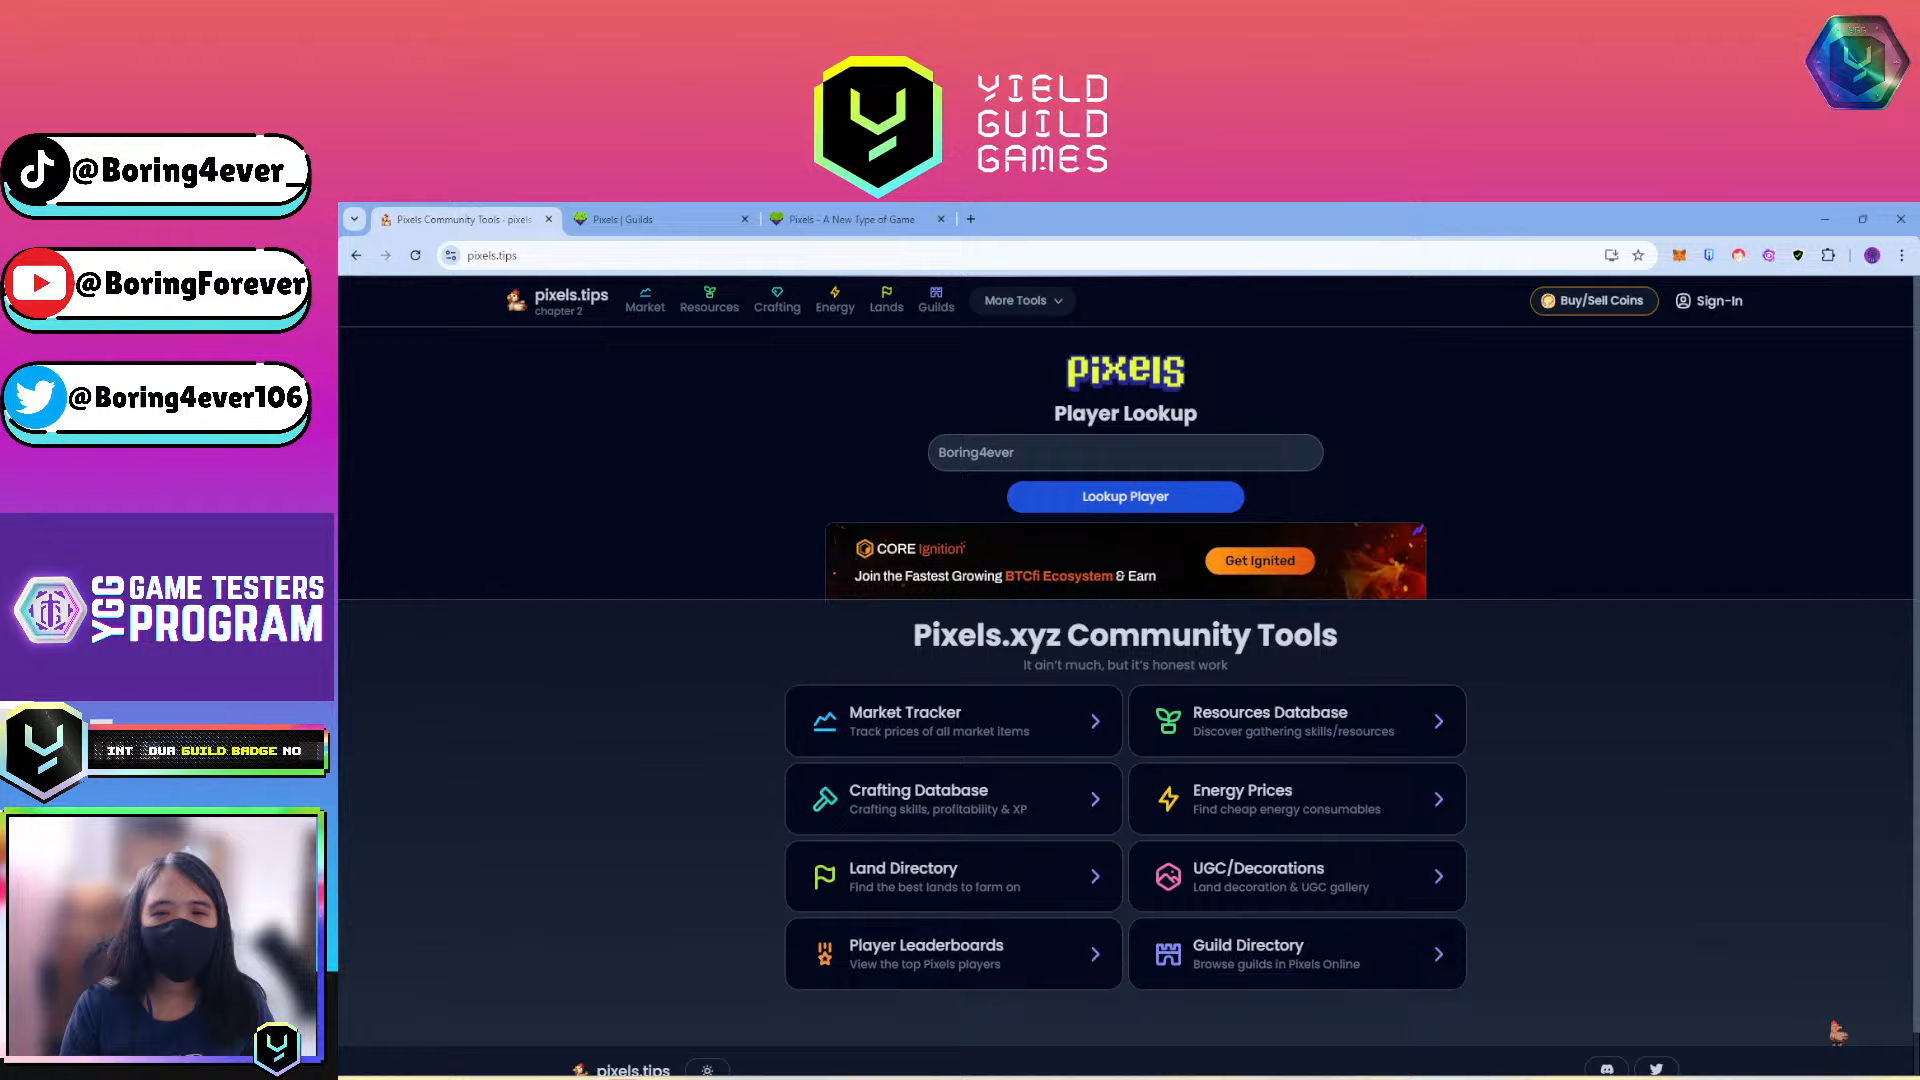 YIELD
GUILD
GAMES
@Boring4ever_
@BoringForever
@Boring4ever106
YGG
GAME TESTERS
PROGRAM
INT OUR GUILD BADGE NO
Pixels Community Tools - pixels
Pixels | Guilds
Pixels - A New Type of Game
pixels.tips
pixels.tips
chapter 2
Market
Resources
Crafting
Energy
Lands
Guilds
More Tools
Buy/Sell Coins
Sign-In
pixels
Player Lookup
Boring4ever
Lookup Player
CORE Ignition
Join the Fastest Growing BTCfi Ecosystem & Earn
Get Ignited
Pixels.xyz Community Tools
It ain't much, but it's honest work
Market Tracker
Track prices of all market items
Resources Database
Discover gathering skills/resources
Crafting Database
Crafting skills, profitability & XP
Energy Prices
Find cheap energy consumables
Land Directory
Find the best lands to farm on
UGC/Decorations
Land decoration & UGC gallery
Player Leaderboards
View the top Pixels players
Guild Directory
Browse guilds in Pixels Online
pixels.tips